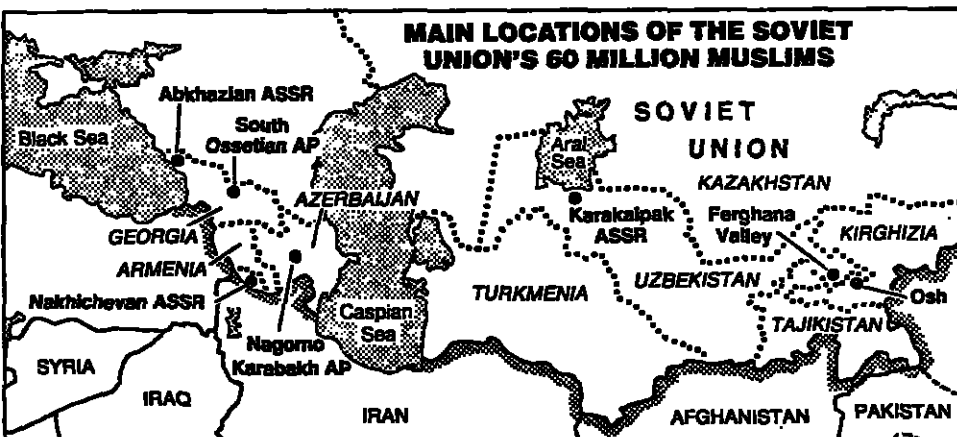 MAIN LOCATIONS OF THE SOVIET
UNION'S 60 MILLION MUSLIMS
Abkhazian ASSR
South
Ossetian AP
Black Sea
SOVIET
UNION
Aral
Sea
KAZAKHSTAN
AZERBAIJAN
Karakalpak
ASSR
Ferghana
Valley
KIRGHIZIA
GEORGIA
ARMENIA
Nakhichevan ASSR
TURKMENIA
UZBEKISTAN
Osh
Caspian
Sea
TAJIKISTAN
Nagorno
Karabakh AP
SYRIA
IRAQ
IRAN
AFGHANISTAN
PAKISTAN